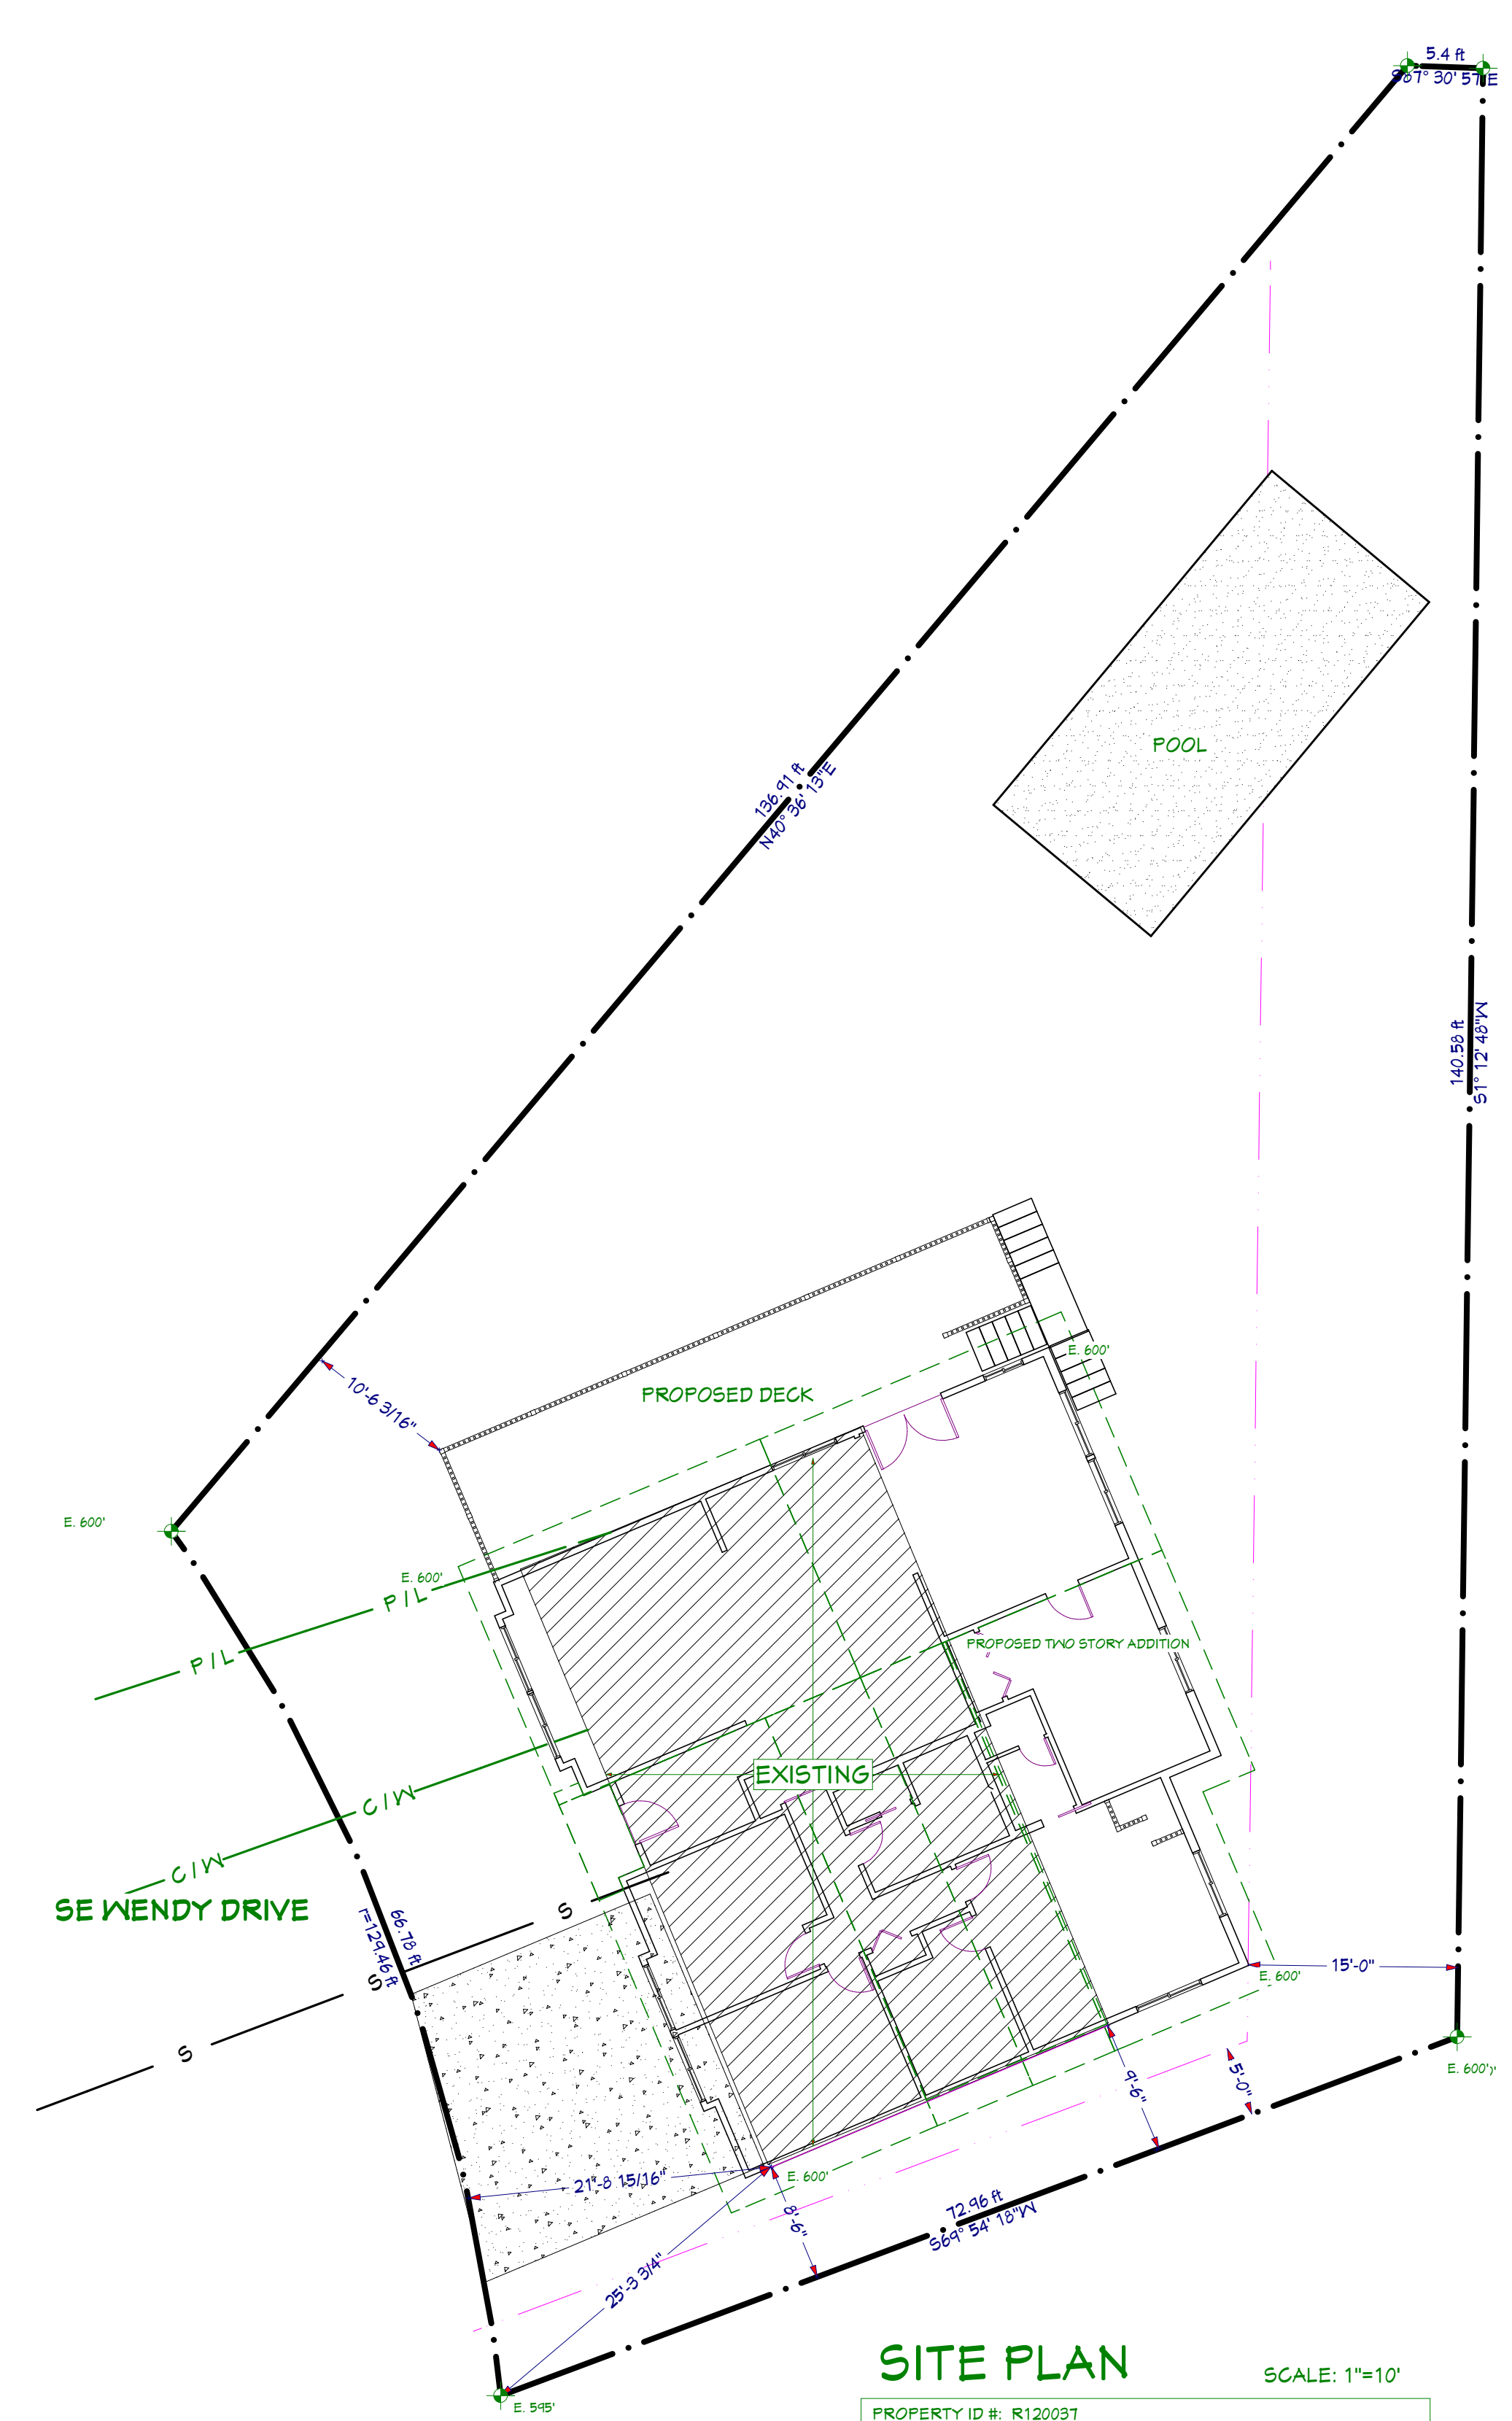 5.4 ft
S87° 30' 57"E
POOL
136.91 ft
N40° 36' 13"E
140.58 ft
S1° 12' 48"W
E. 600'
PROPOSED DECK
10'-6 3/16"
E. 600'
E. 600'
P / L
P / L
PROPOSED TWO STORY ADDITION
EXISTING
C / W
C / W
SE WENDY DRIVE
66.78 ft
r=129.46 ft
S
S
S
15'-0"
E. 600'
E. 600'
5'-0"
9'-6"
21'-8 15/16"
E. 600'
8'-6"
72.96 ft
S69° 54' 18"W
25'-3 3/4"
SITE PLAN
SCALE: 1"=10'
E. 595'
PROPERTY ID #: R120037